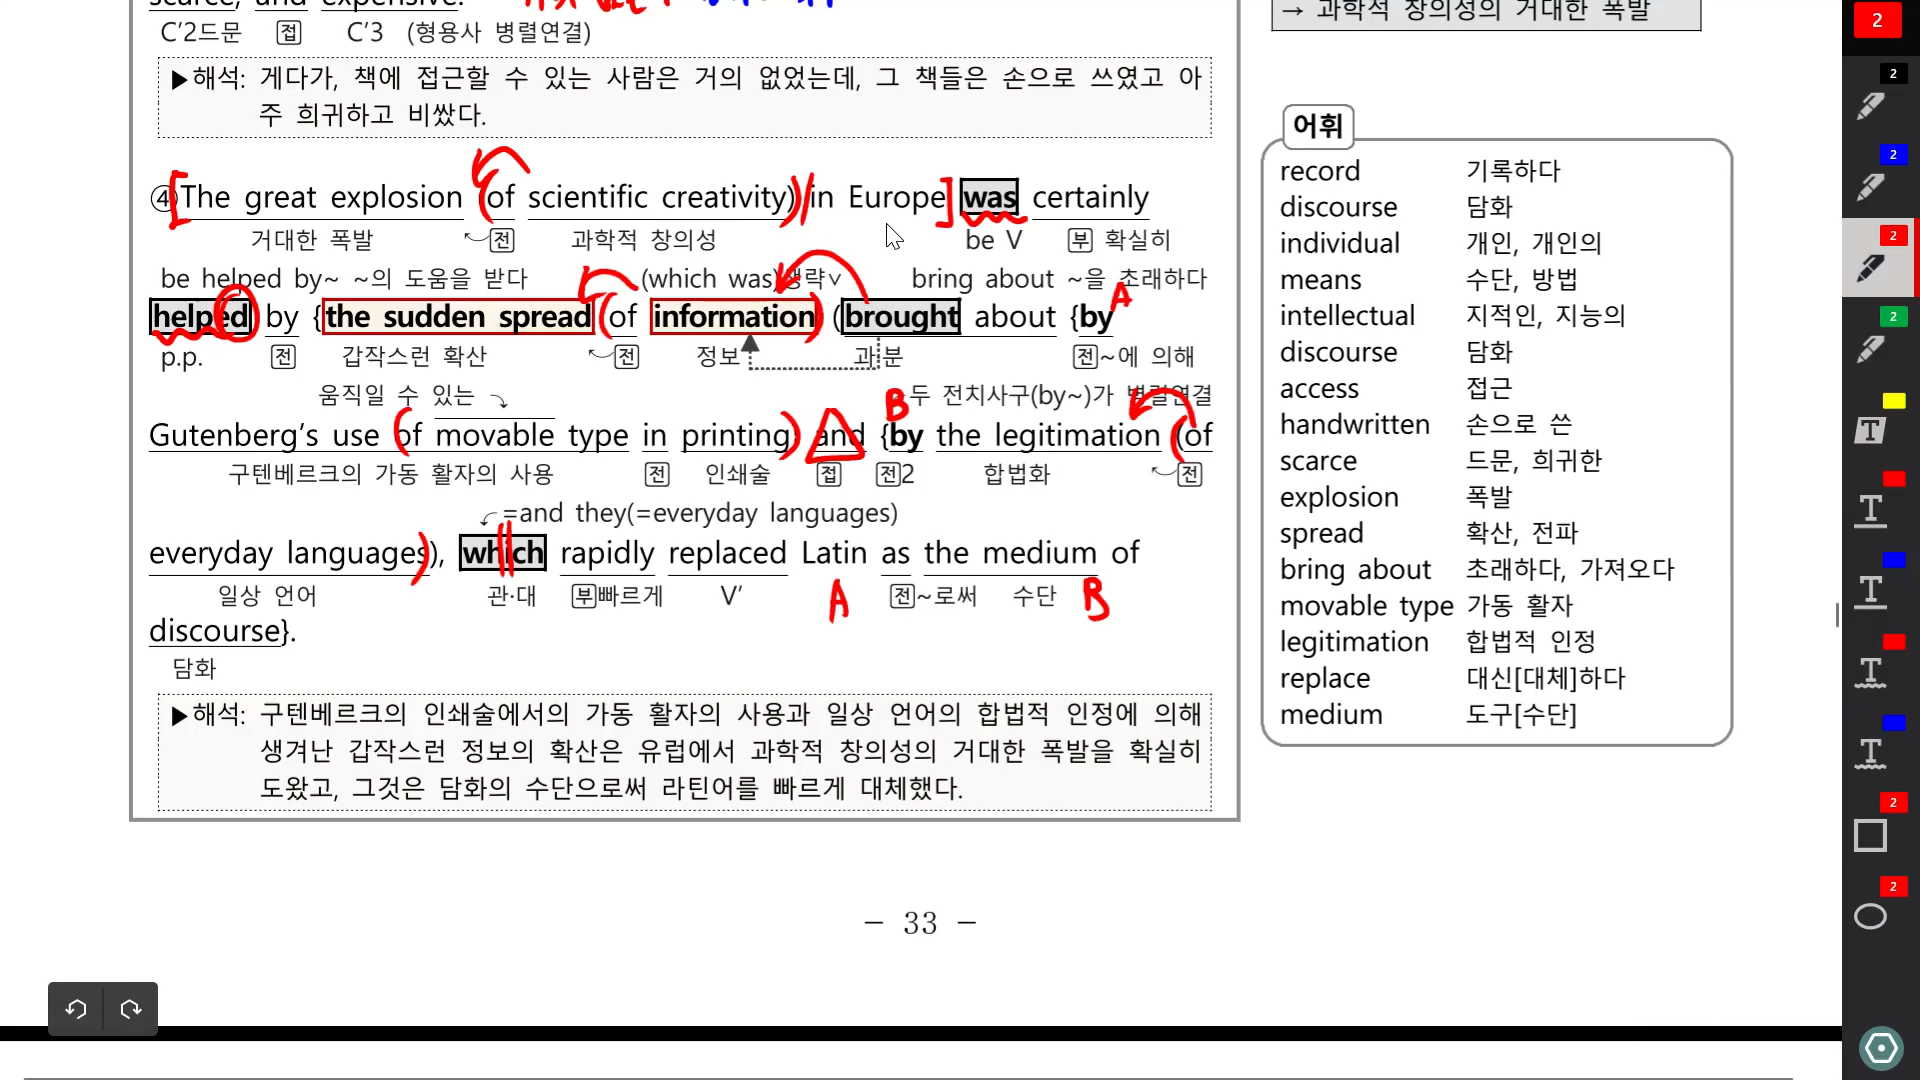 scarce, and expensive.
C′2드문 접 C′3 (형용사 병렬연결)
▶해석: 게다가, 책에 접근할 수 있는 사람은 거의 없었는데, 그 책들은 손으로 쓰였고 아
주 희귀하고 비쌌다.
④[The great explosion (of scientific creativity) in Europe] was certainly
거대한 폭발 전 과학적 창의성 be V 부 확실히
be helped by~ ~의 도움을 받다 (which was)생략∨ bring about ~을 초래하다
helped by {the sudden spread (of information) (brought about {by A
p.p. 전 갑작스런 확산 전 정보 과분 전~에 의해
움직일 수 있는 B 두 전치사구(by~)가 병렬연결
Gutenberg’s use of movable type in printing} and {by the legitimation (of
구텐베르크의 가동 활자의 사용 전 인쇄술 접 전2 합법화 전
=and they(=everyday languages)
everyday languages), which rapidly replaced Latin as the medium of
일상 언어 관·대 부빠르게 V′ A 전~로써 수단 B
discourse}.
담화
▶해석: 구텐베르크의 인쇄술에서의 가동 활자의 사용과 일상 언어의 합법적 인정에 의해
생겨난 갑작스런 정보의 확산은 유럽에서 과학적 창의성의 거대한 폭발을 확실히
도왔고, 그것은 담화의 수단으로써 라틴어를 빠르게 대체했다.
- 33 -
→ 과학적 창의성의 거대한 폭발
어휘
record 기록하다
discourse 담화
individual 개인, 개인의
means 수단, 방법
intellectual 지적인, 지능의
discourse 담화
access 접근
handwritten 손으로 쓴
scarce 드문, 희귀한
explosion 폭발
spread 확산, 전파
bring about 초래하다, 가져오다
movable type 가동 활자
legitimation 합법적 인정
replace 대신[대체]하다
medium 도구[수단]
2
2
2
2
2
T
T
T
T
T
2
2